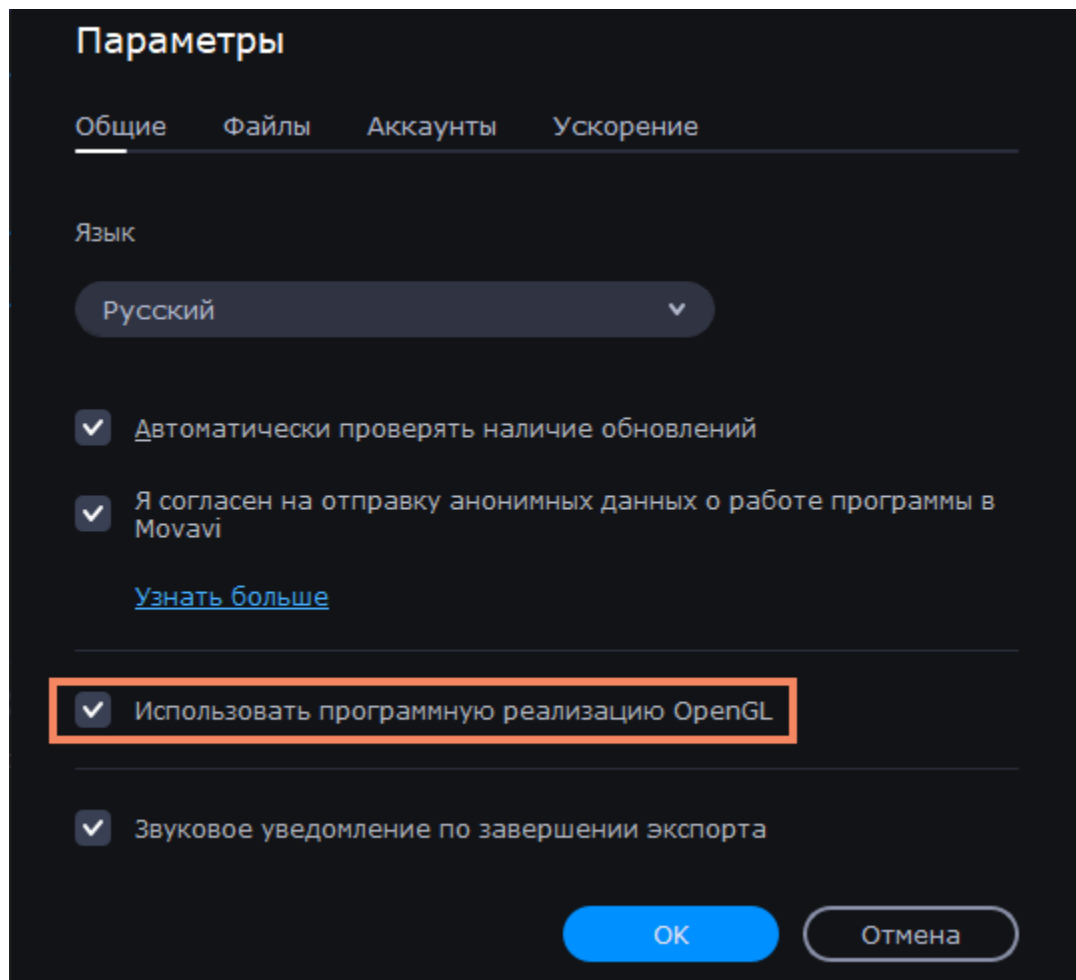 Параметры
Общие Файлы Аккаунты Ускорение
Язык
Русский
Автоматически проверять наличие обновлений
Я согласен на отправку анонимных данных о работе программы в
Movavi
Узнать больше
Использовать программную реализацию OpenGL
Звуковое уведомление по завершении экспорта
OK Отмена